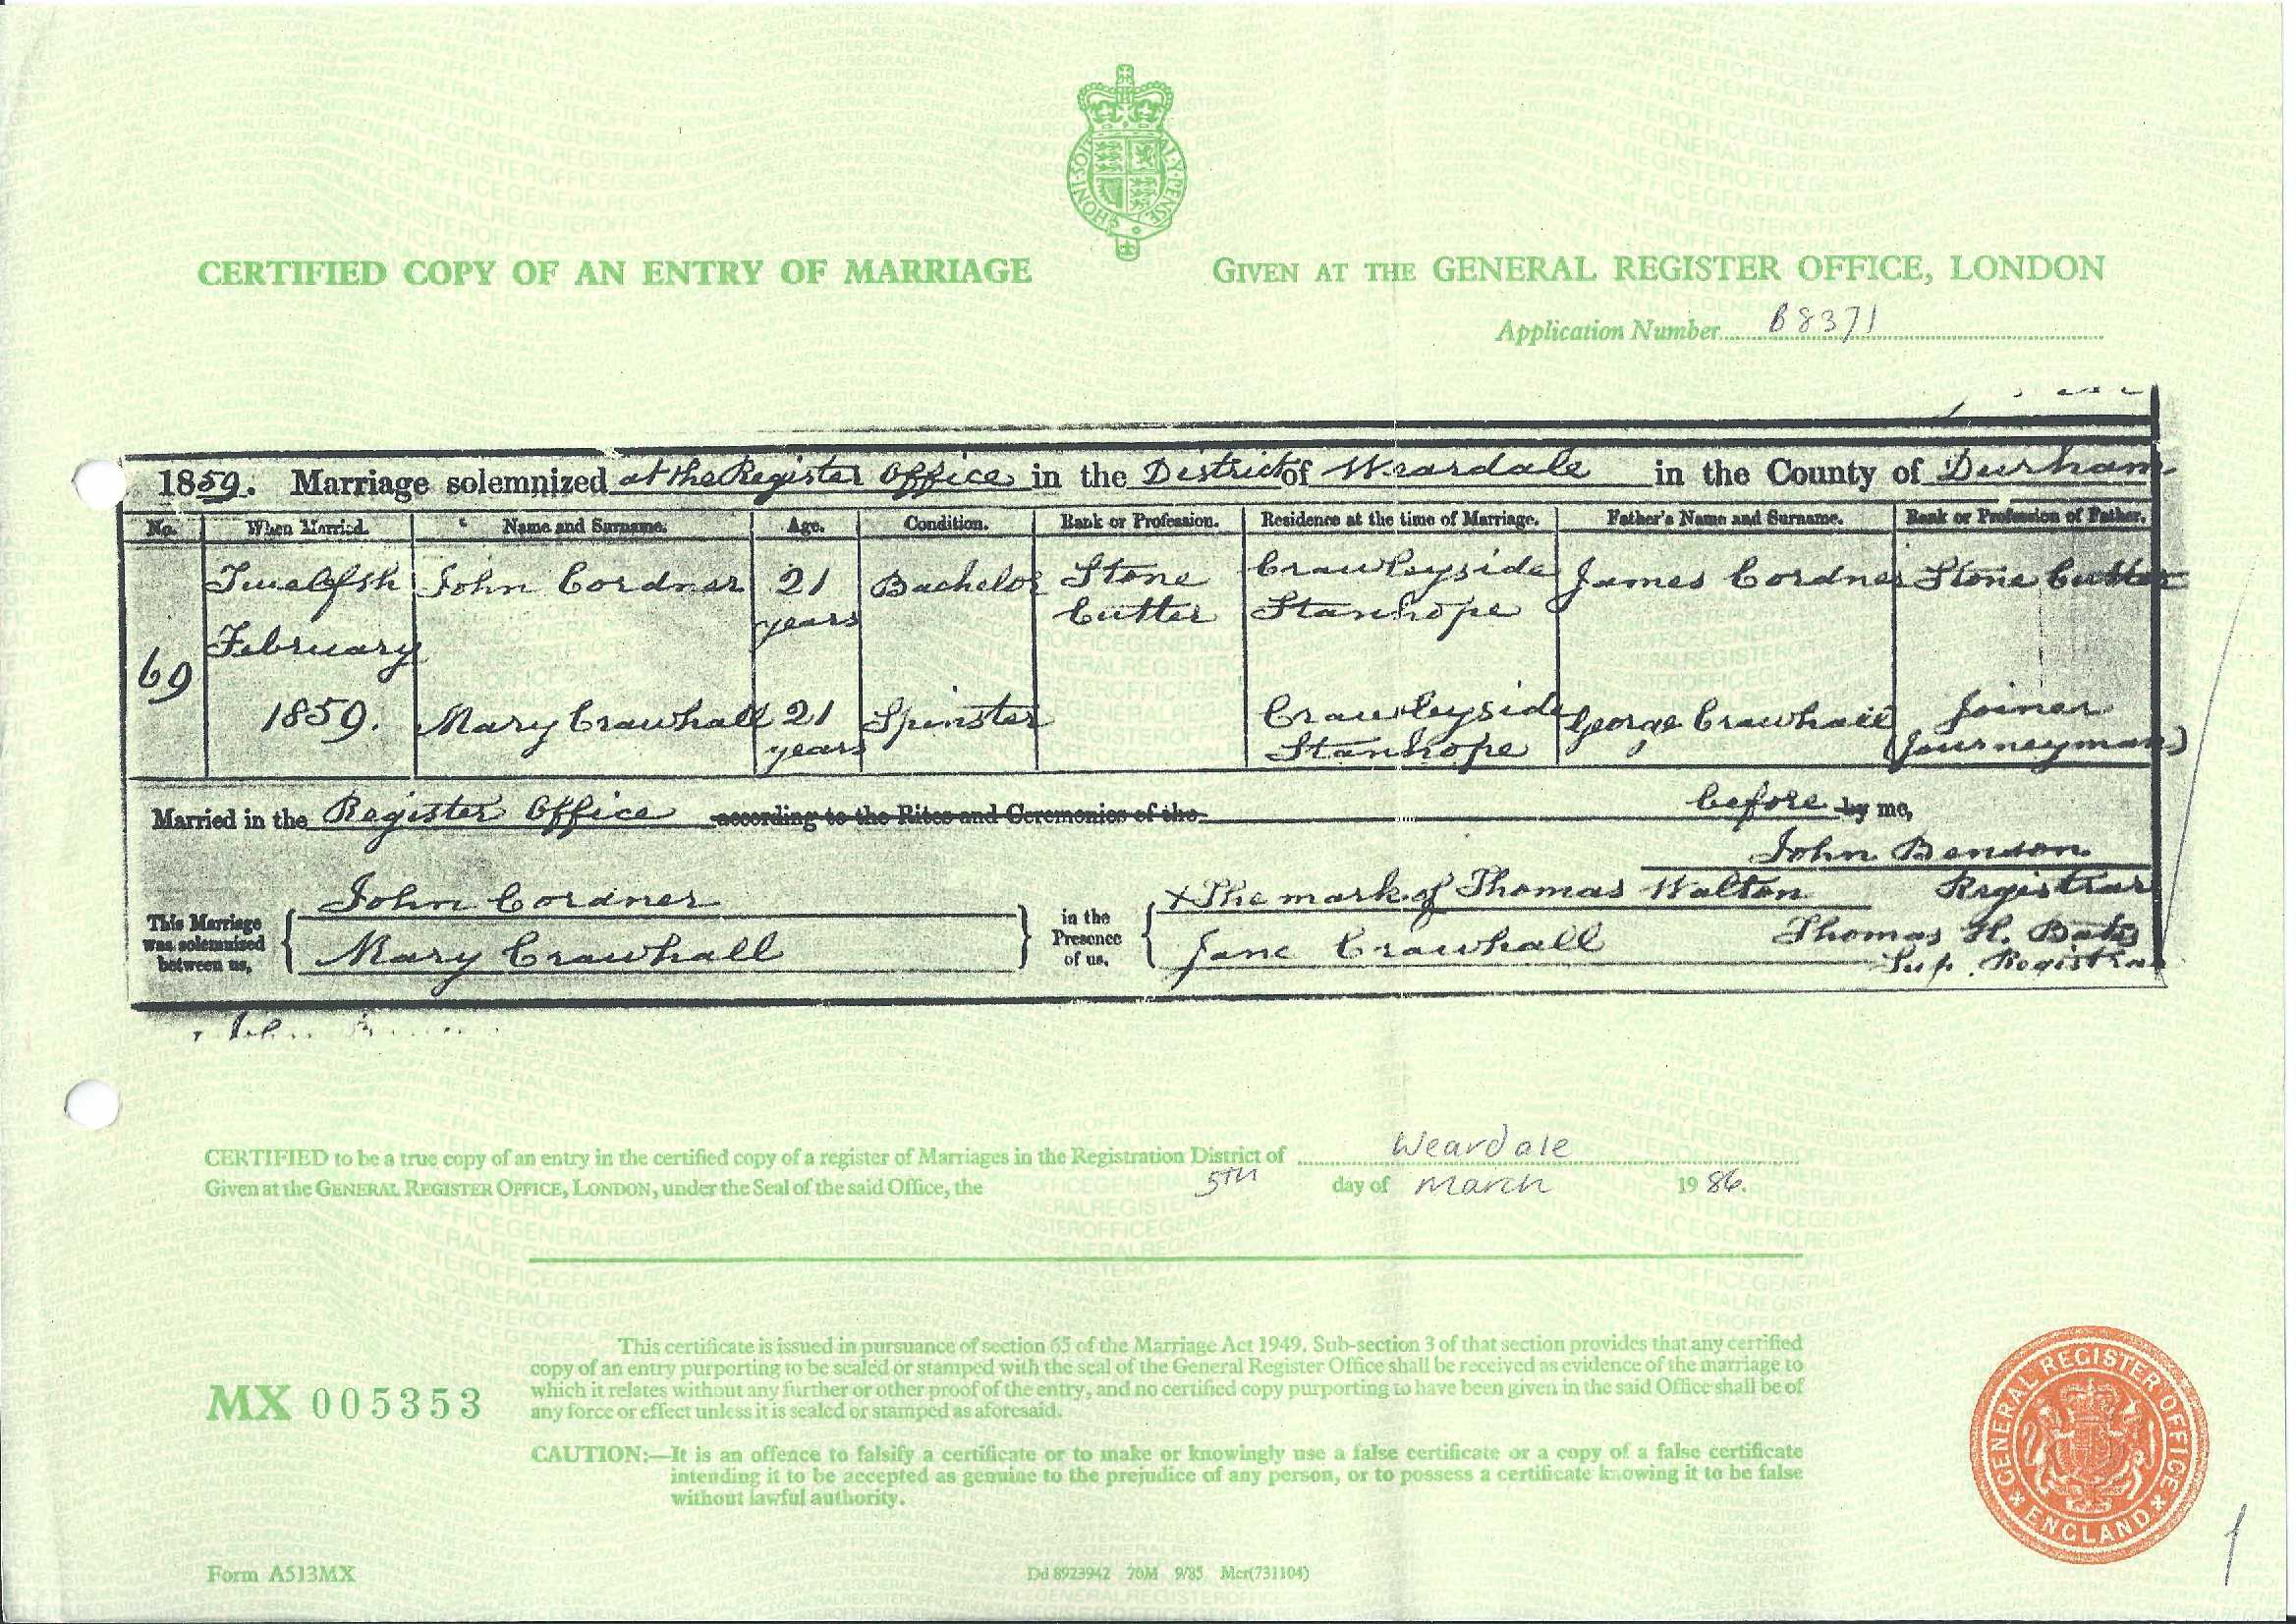 HONI·SOIT
AL·Y·PENSE
CERTIFIED COPY OF AN ENTRY OF MARRIAGE
GIVEN AT THE GENERAL REGISTER OFFICE, LONDON
Application Number B8371
1859. Marriage solemnized at the Register Office in the District of Weardale in the County of Durham
No. When Married. Name and Surname. Age. Condition. Rank or Profession. Residence at the time of Marriage. Father's Name and Surname. Rank or Profession of Father.
69
Twelfth February 1859.
John Cordner 21 years Bachelor Stone Cutter Crawleyside Stanhope James Cordner Stone Cutter
Mary Crawhall 21 years Spinster Crawleyside Stanhope George Crawhall Joiner (Journeyman)
Married in the Register Office according to the Rites and Ceremonies of the before by me,
John Benson
Registrar
This Marriage was solemnized between us, John Cordner
Mary Crawhall
in the Presence of us, X The mark of Thomas Walton
Jane Crawhall
Thomas H. Bates
Sup. Registrar
CERTIFIED to be a true copy of an entry in the certified copy of a register of Marriages in the Registration District of Weardale
Given at the GENERAL REGISTER OFFICE, LONDON, under the Seal of the said Office, the 5TH day of March 1986.
This certificate is issued in pursuance of section 65 of the Marriage Act 1949. Sub-section 3 of that section provides that any certified
copy of an entry purporting to be sealed or stamped with the seal of the General Register Office shall be received as evidence of the marriage to
which it relates without any further or other proof of the entry, and no certified copy purporting to have been given in the said Office shall be of
any force or effect unless it is sealed or stamped as aforesaid.
MX 005353
CAUTION:—It is an offence to falsify a certificate or to make or knowingly use a false certificate or a copy of a false certificate
intending it to be accepted as genuine to the prejudice of any person, or to possess a certificate knowing it to be false
without lawful authority.
GENERAL REGISTER OFFICE
ENGLAND
Form A513MX
Dd 8923942 70M 9/85 Mcr(731104)